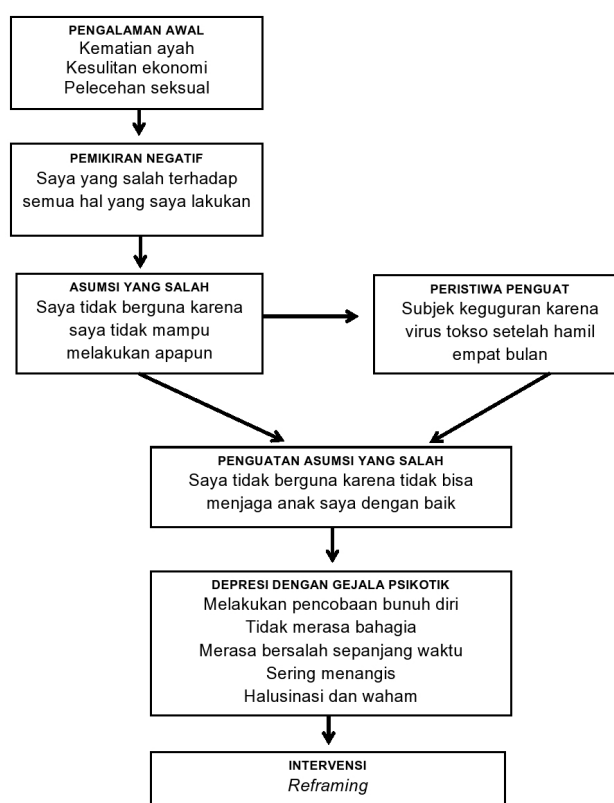 PENGALAMAN AWAL
Kematian ayah
Kesulitan ekonomi
Pelecehan seksual
PEMIKIRAN NEGATIF
Saya yang salah terhadap
semua hal yang saya lakukan
ASUMSI YANG SALAH
Saya tidak berguna karena
saya tidak mampu
melakukan apapun
PERISTIWA PENGUAT
Subjek keguguran karena
virus tokso setelah hamil
empat bulan
PENGUATAN ASUMSI YANG SALAH
Saya tidak berguna karena tidak bisa
menjaga anak saya dengan baik
DEPRESI DENGAN GEJALA PSIKOTIK
Melakukan pencobaan bunuh diri
Tidak merasa bahagia
Merasa bersalah sepanjang waktu
Sering menangis
Halusinasi dan waham
INTERVENSI
Reframing